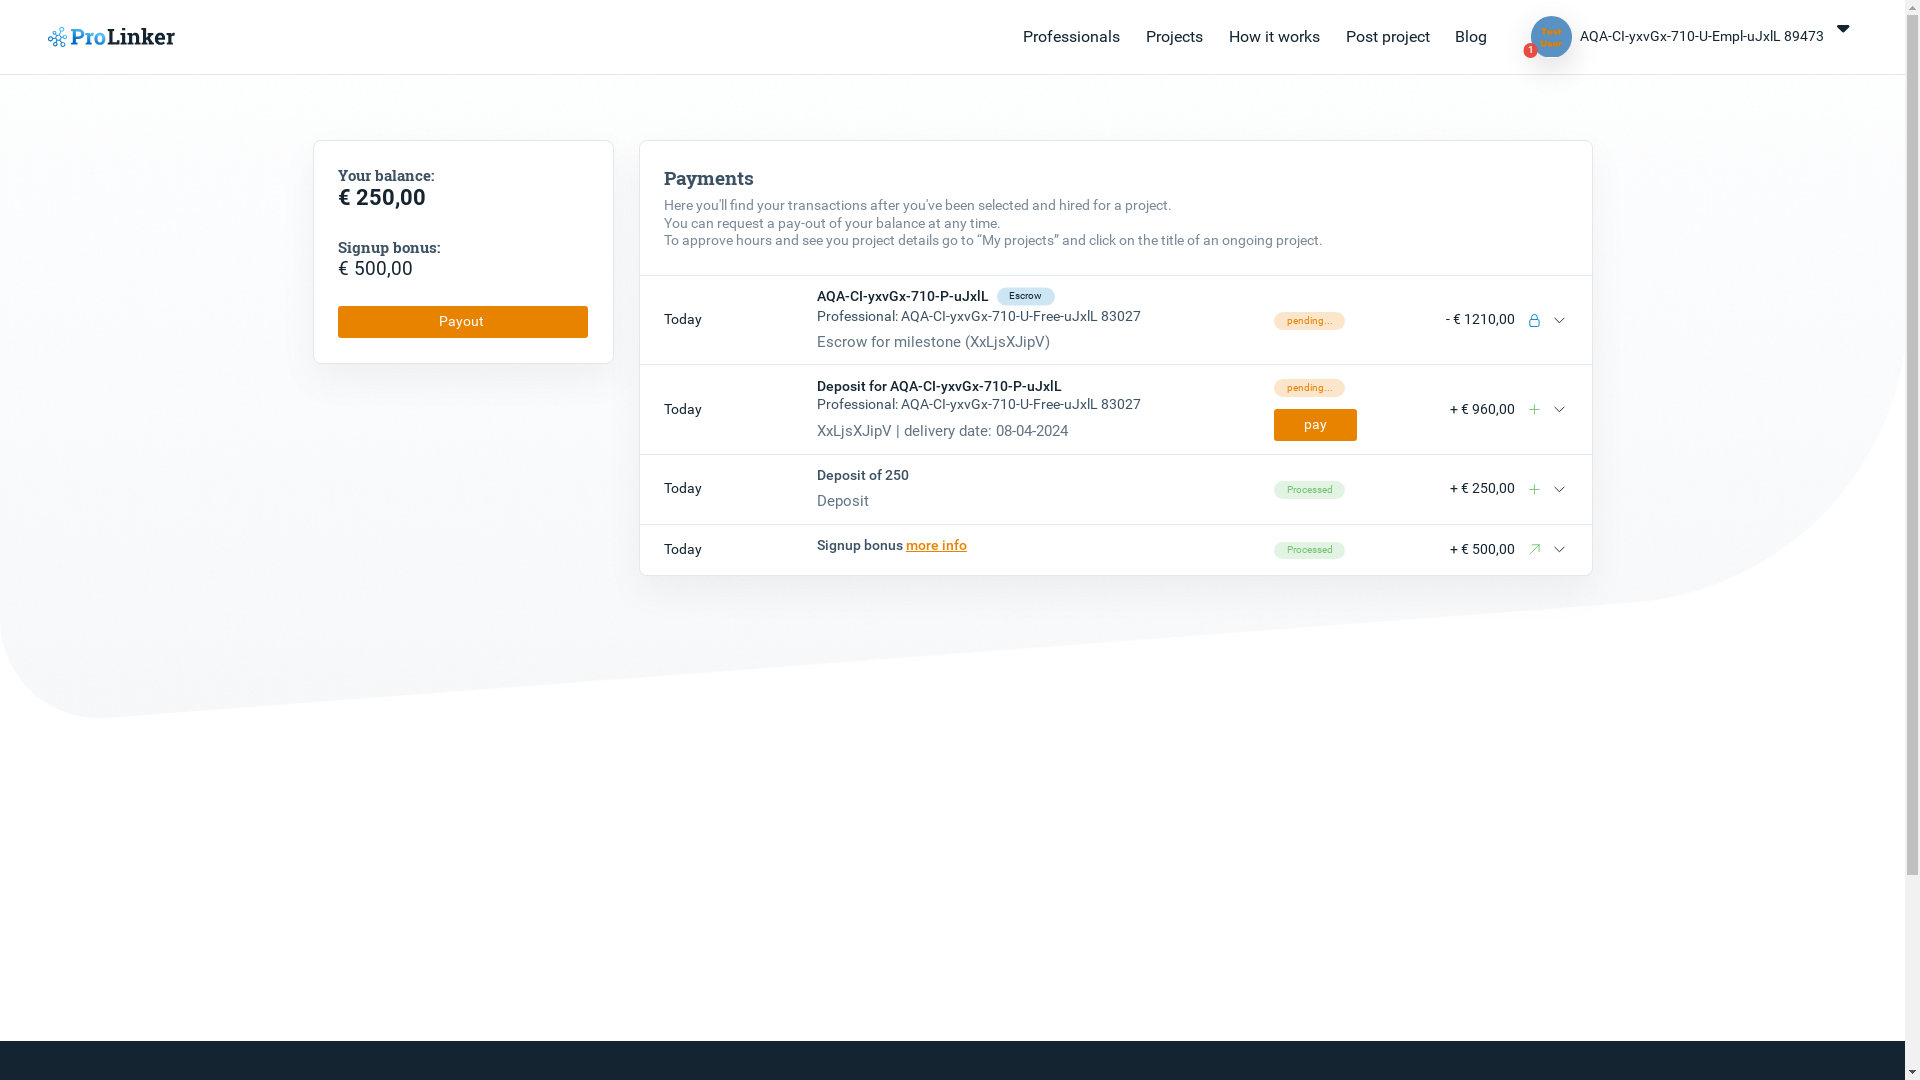 ProLinker
Professionals
Projects
How it works
Post project
Blog
Test
User
1
AQA-CI-yxvGx-710-U-Empl-uJxlL 89473
Your balance:
€ 250,00
Signup bonus:
€ 500,00
Payout
Payments
Here you'll find your transactions after you've been selected and hired for a project.
You can request a pay-out of your balance at any time.
To approve hours and see you project details go to “My projects” and click on the title of an ongoing project.
Today
AQA-CI-yxvGx-710-P-uJxlL Escrow
Professional: AQA-CI-yxvGx-710-U-Free-uJxlL 83027
Escrow for milestone (XxLjsXJipV)
pending...
- € 1210,00
Today
Deposit for AQA-CI-yxvGx-710-P-uJxlL
Professional: AQA-CI-yxvGx-710-U-Free-uJxlL 83027
XxLjsXJipV | delivery date: 08-04-2024
pending...
pay
+ € 960,00
Today
Deposit of 250
Deposit
Processed
+ € 250,00
Today
Signup bonus more info
Processed
+ € 500,00